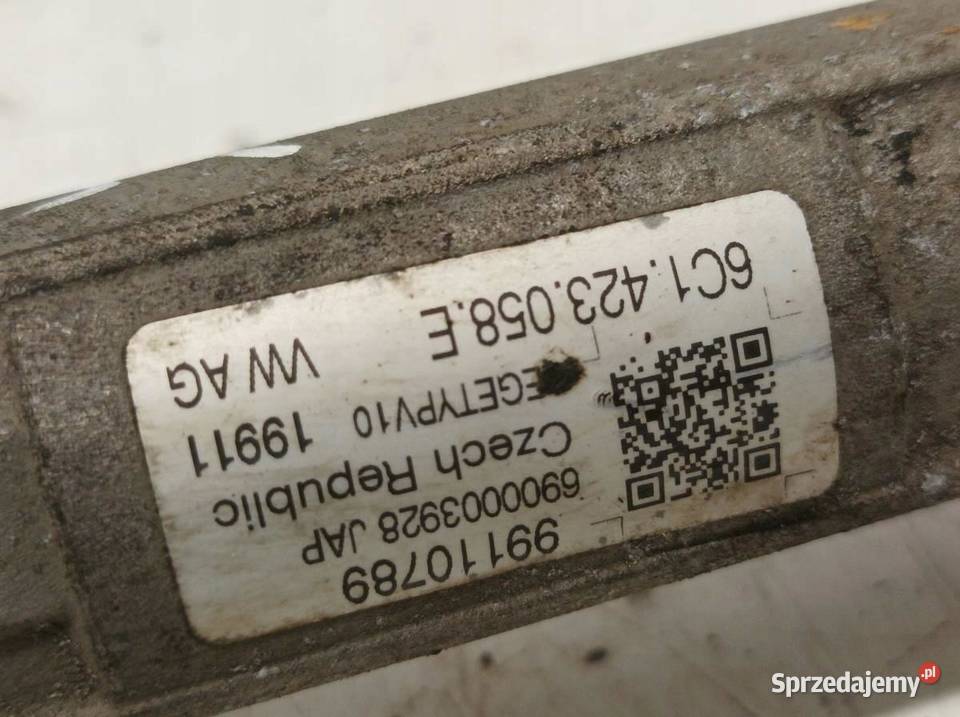 6C1.423.058.E VW AG
EGETYPV10 19911
Czech Republic
6900003928 JAP
99110789
Sprzedajemy.pl